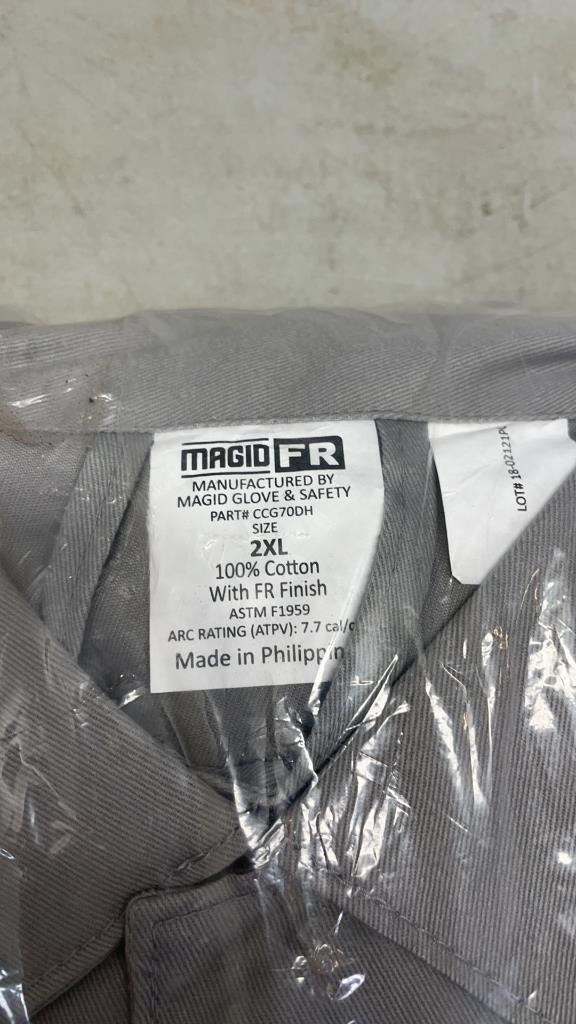 MAGID FR
MANUFACTURED BY
MAGID GLOVE & SAFETY
PART# CCG70DH
SIZE
2XL
100% Cotton
With FR Finish
ASTM F1959
ARC RATING (ATPV): 7.7 cal/c
Made in Philippin
LOT# 18-02121P